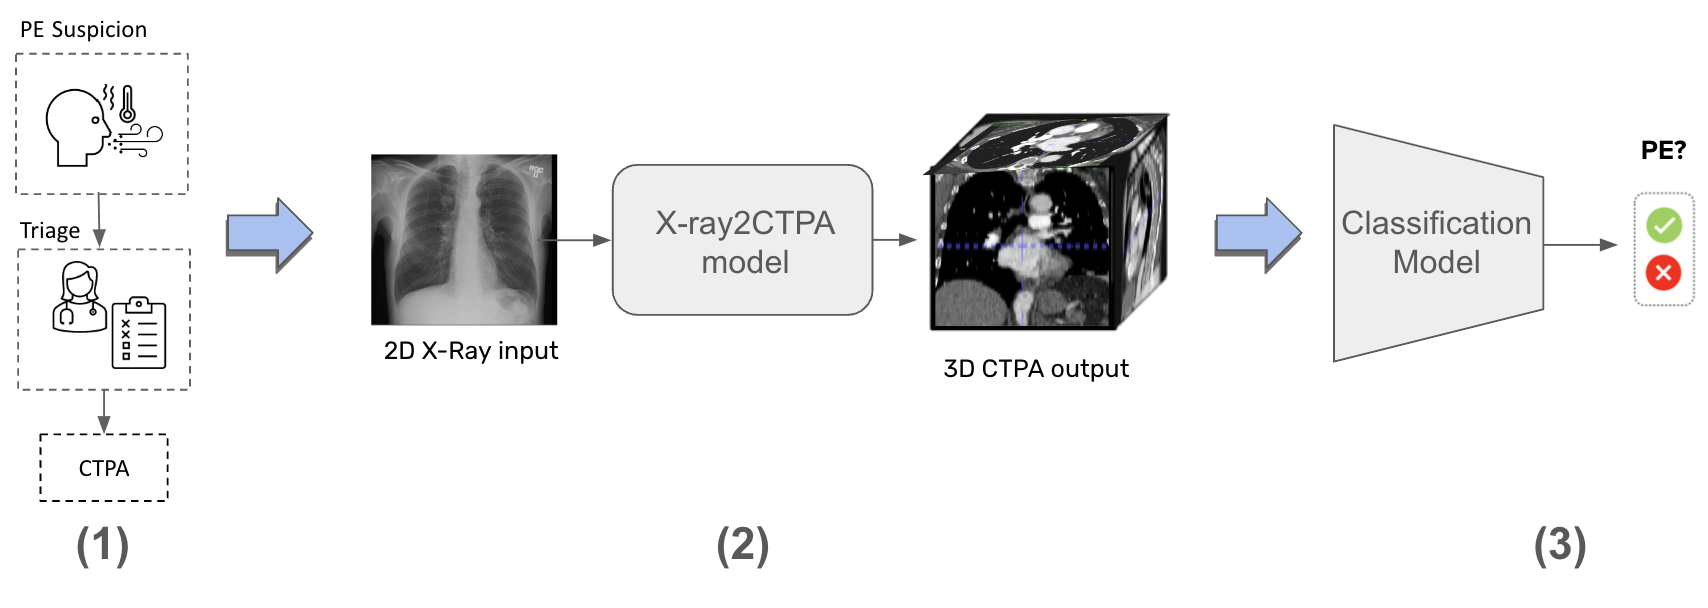 PE Suspicion
Triage
CTPA
(1)
2D X-Ray input
X-ray2CTPA
model
3D CTPA output
(2)
Classification
Model
PE?
(3)